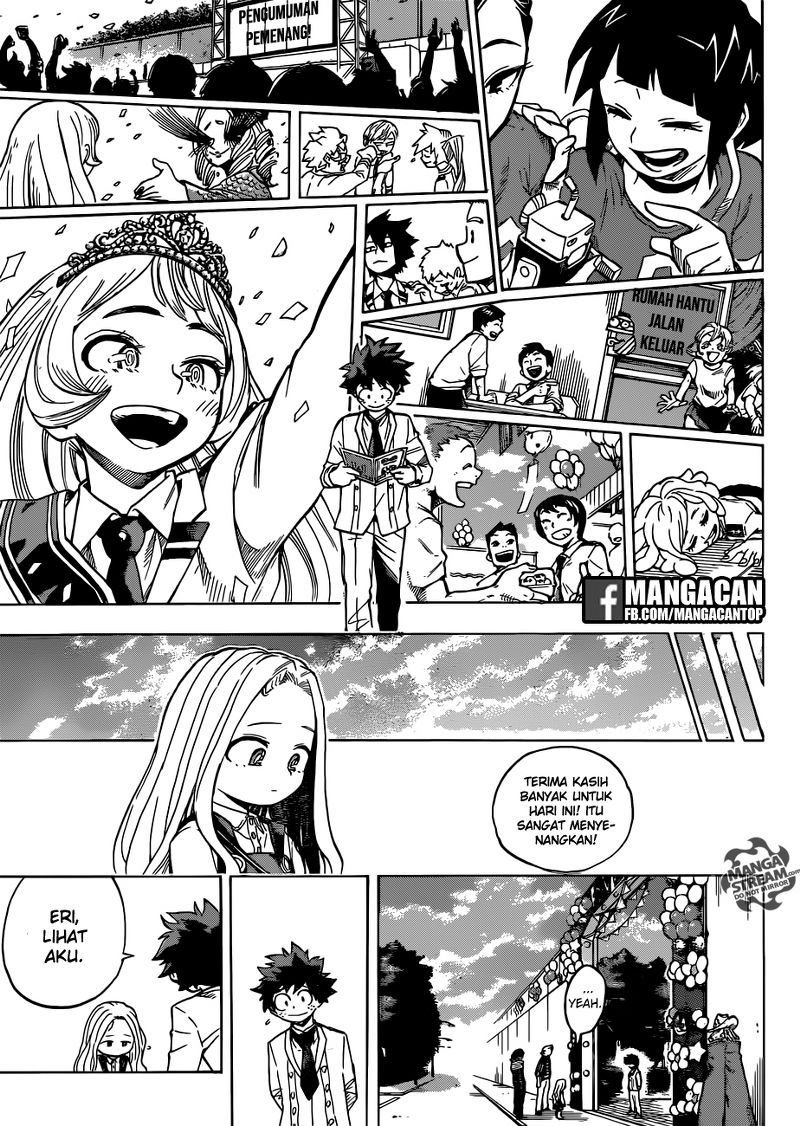 PENGUMUMAN
PEMENANG!
RUMAH HANTU
JALAN
KELUAR
f MANGACAN
FB.COM/MANGACANTOP
TERIMA KASIH
BANYAK UNTUK
HARI INI! ITU
SANGAT MENYE-
NANGKAN!
MANGA
STREAM.com
DO NOT MIRROR
ERI,
LIHAT
AKU.
...
YEAH.